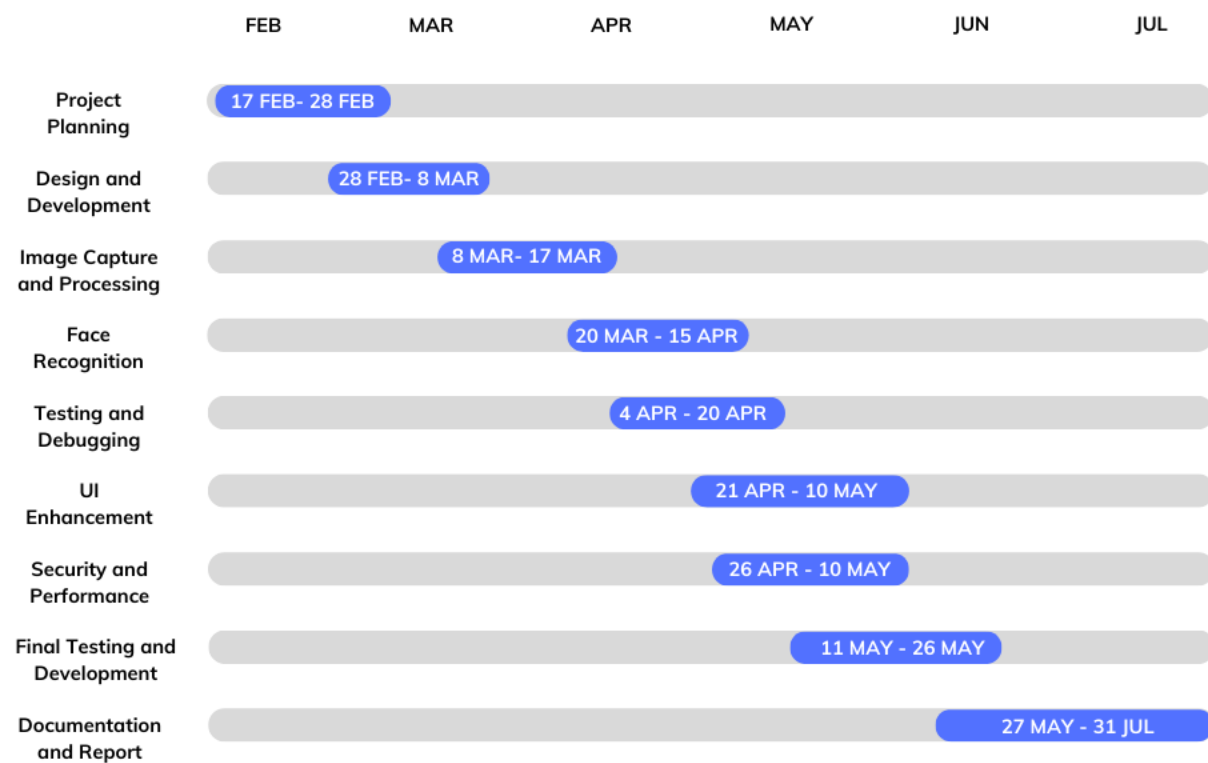 FEB MAR APR MAY JUN JUL
Project
Planning
17 FEB- 28 FEB
Design and
Development
28 FEB- 8 MAR
Image Capture
and Processing
8 MAR- 17 MAR
Face
Recognition
20 MAR - 15 APR
Testing and
Debugging
4 APR - 20 APR
UI
Enhancement
21 APR - 10 MAY
Security and
Performance
26 APR - 10 MAY
Final Testing and
Development
11 MAY - 26 MAY
Documentation
and Report
27 MAY - 31 JUL